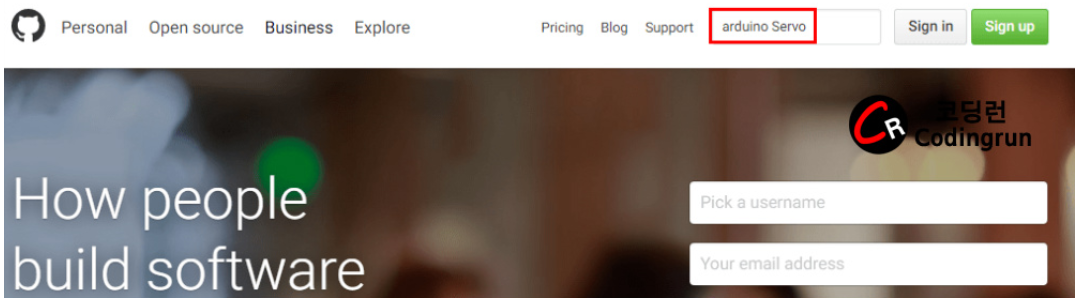 Personal Open source Business Explore Pricing Blog Support arduino Servo Sign in Sign up
CR 코딩런
Codingrun
How people
build software
Pick a username
Your email address